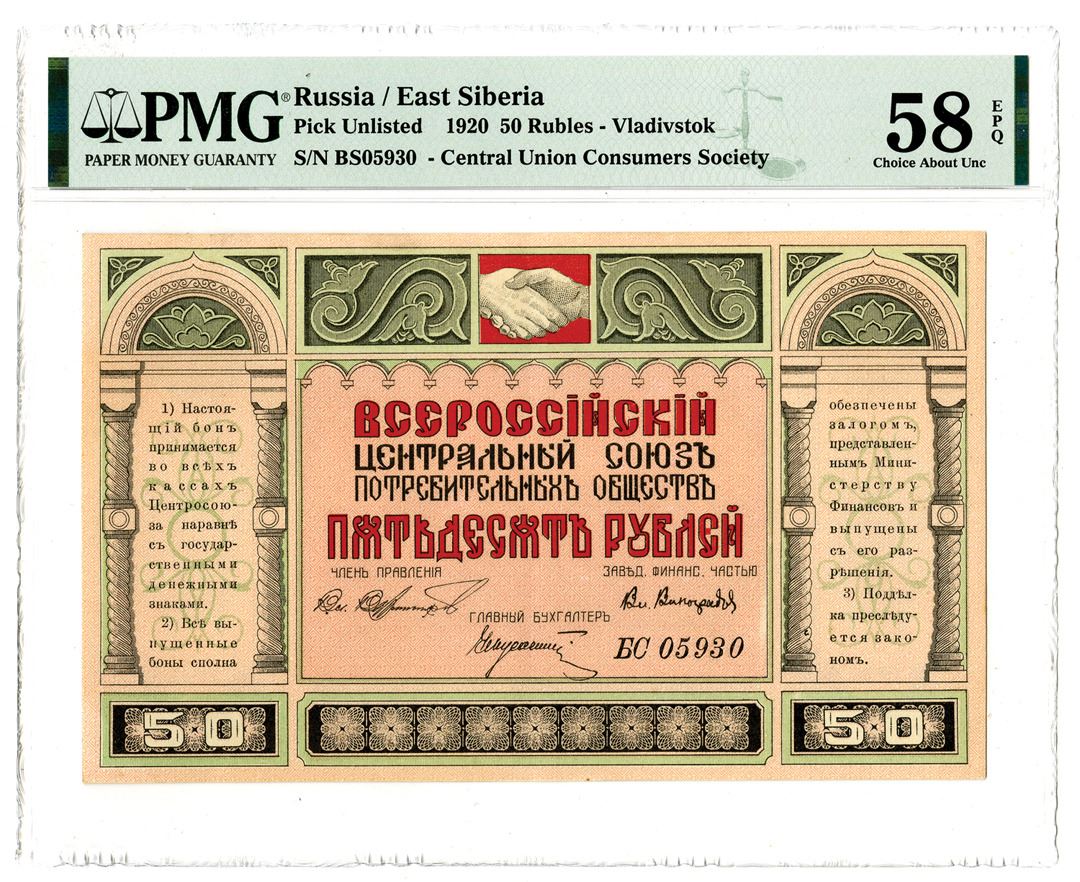 PMG®
PAPER MONEY GUARANTY
Russia / East Siberia
Pick Unlisted 1920 50 Rubles - Vladivstok
S/N BS05930 - Central Union Consumers Society
58
EPQ
Choice About Unc
1) Настоя-
щій бонъ
принимается
во всѣхъ
кассахъ
Центросою-
за наравнѣ
съ государ-
ственными
денежными
знаками.
2) Всѣ вы-
пущенные
боны сполна
ВСЕРОССІЙСКІЙ
ЦЕНТРАЛЬНЫЙ СОЮЗЪ
ПОТРЕБИТЕЛЬНЫХЪ ОБЩЕСТВЪ
ПЯТЬДЕСЯТЬ РУБЛЕЙ
ЧЛЕНЪ ПРАВЛЕНІЯ
ЗАВѢД. ФИНАНС. ЧАСТЬЮ
Вл. Виноградов
ГЛАВНЫЙ БУХГАЛТЕРЪ
БС 05930
обезпечены
залогомъ,
представлен-
нымъ Мини-
стерству
Финансовъ и
выпущены
съ его раз-
рѣшенія.
3) Поддѣл-
ка преслѣду-
ется зако-
номъ.
50
50